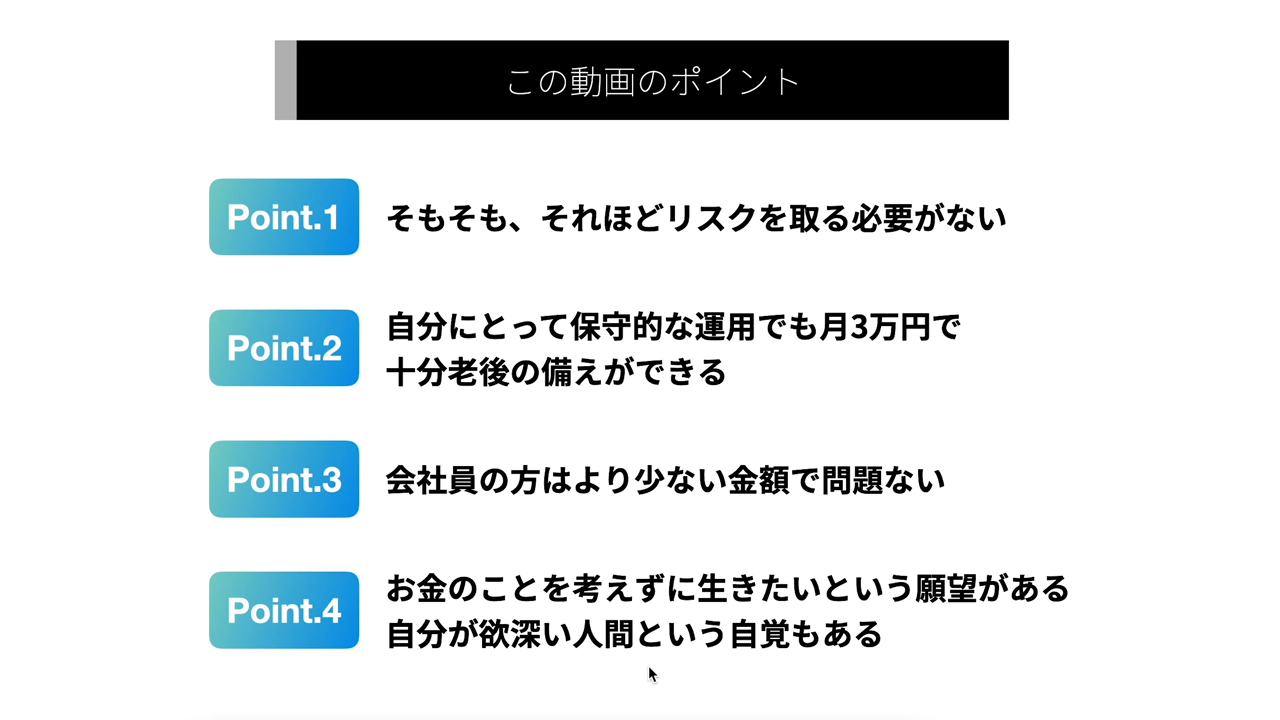 この動画のポイント
Point.1
そもそも、それほどリスクを取る必要がない
Point.2
自分にとって保守的な運用でも月3万円で
十分老後の備えができる
Point.3
会社員の方はより少ない金額で問題ない
Point.4
お金のことを考えずに生きたいという願望がある
自分が欲深い人間という自覚もある